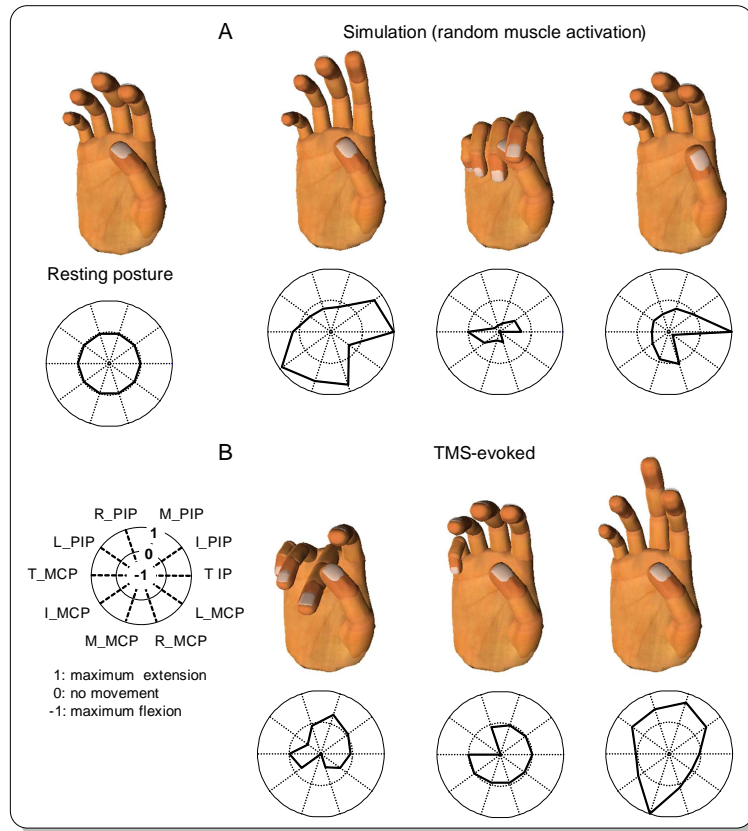 A
Simulation (random muscle activation)
Resting posture
B
TMS-evoked
R_PIP M_PIP
L_PIP 1 I_PIP
0
T_MCP -1 T IP
I_MCP L_MCP
M_MCP R_MCP
1: maximum extension
0: no movement
-1: maximum flexion